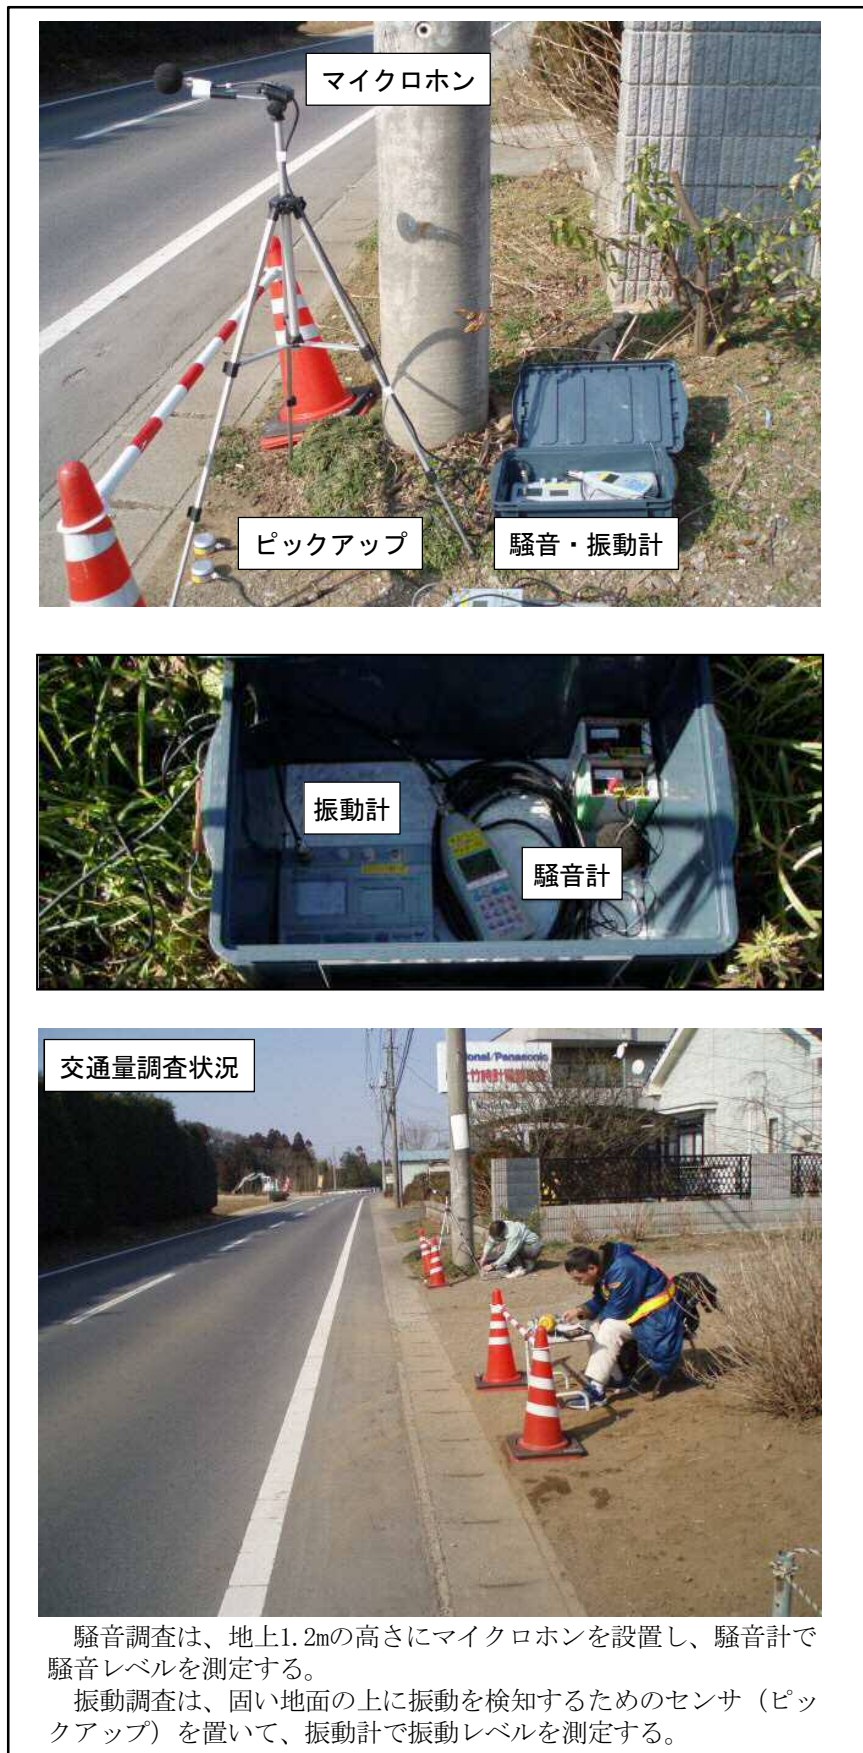 マイクロホン
ピックアップ
騒音・振動計
振動計
騒音計
交通量調査状況
onal/Panasonic
騒音調査は、地上1.2mの高さにマイクロホンを設置し、騒音計で
騒音レベルを測定する。
振動調査は、固い地面の上に振動を検知するためのセンサ（ピッ
クアップ）を置いて、振動計で振動レベルを測定する。